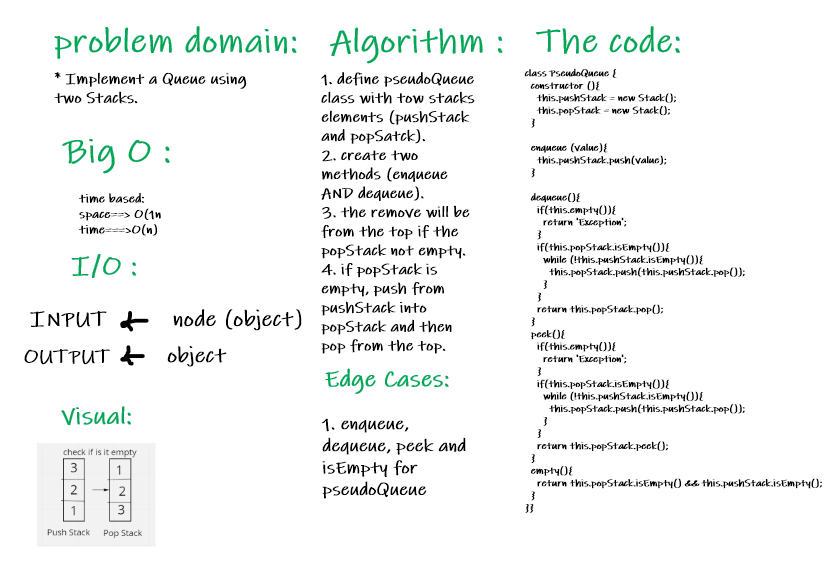 problem domain:
* Implement a Queue using
two Stacks.
Big O :
time based:
space==> O(1n
time===>O(n)
I/O :
INPUT ← node (object)
OUTPUT ← object
Visual:
check if is it empty
3 1
2 → 2
1 3
Push Stack Pop Stack
Algorithm :
1. define pseudoQueue
class with tow stacks
elements (pushStack
and popSatck).
2. create two
methods (enqueue
AND dequeue).
3. the remove will be
from the top if the
popStack not empty.
4. if popStack is
empty, push from
pushStack into
popStack and then
pop from the top.
Edge Cases:
1. enqueue,
dequeue, peek and
isEmpty for
pseudoQueue
The code:
class PseudoQueue {
constructor (){
this.pushStack = new Stack();
this.popStack = new Stack();
}
enqueue (value){
this.pushStack.push(value);
}
dequeue(){
if(this.empty()){
return 'Exception';
}
if(this.popStack.isEmpty()){
while (!this.pushStack.isEmpty()){
this.popStack.push(this.pushStack.pop());
}
}
return this.popStack.pop();
}
peek(){
if(this.empty()){
return 'Exception';
}
if(this.popStack.isEmpty()){
while (!this.pushStack.isEmpty()){
this.popStack.push(this.pushStack.pop());
}
}
return this.popStack.peek();
}
empty(){
return this.popStack.isEmpty() && this.pushStack.isEmpty();
}
}}